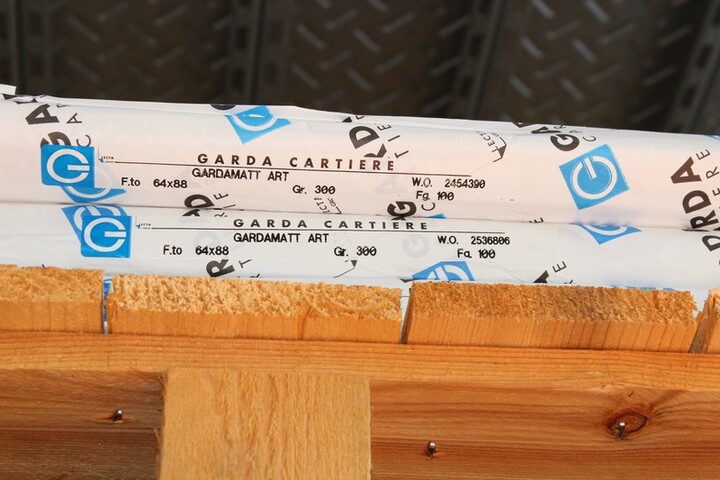 GARDA CARTIERE
GARDAMATT ART
F.to 64x88 Gr. 300
W.O. 2454390
Fg. 100
GARDA CARTIERE
GARDAMATT ART
F.to 64x88 Gr. 300
W.O. 2536806
Fg. 100